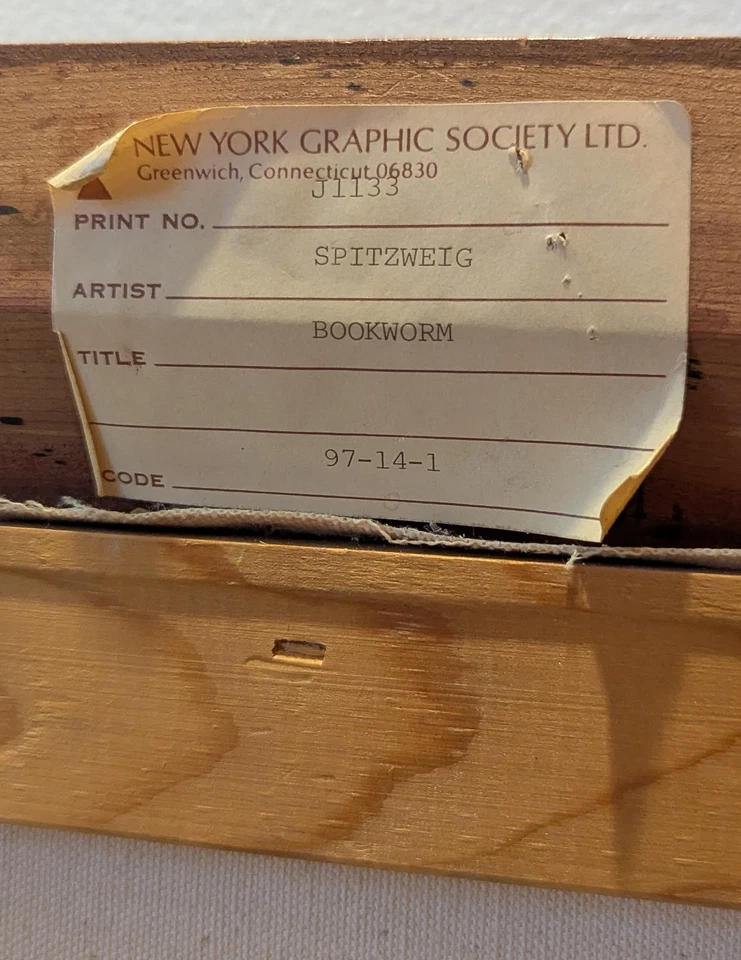 NEW YORK GRAPHIC SOCIETY LTD.
Greenwich, Connecticut 06830
PRINT NO. J1133
ARTIST SPITZWEIG
TITLE BOOKWORM
CODE 97-14-1